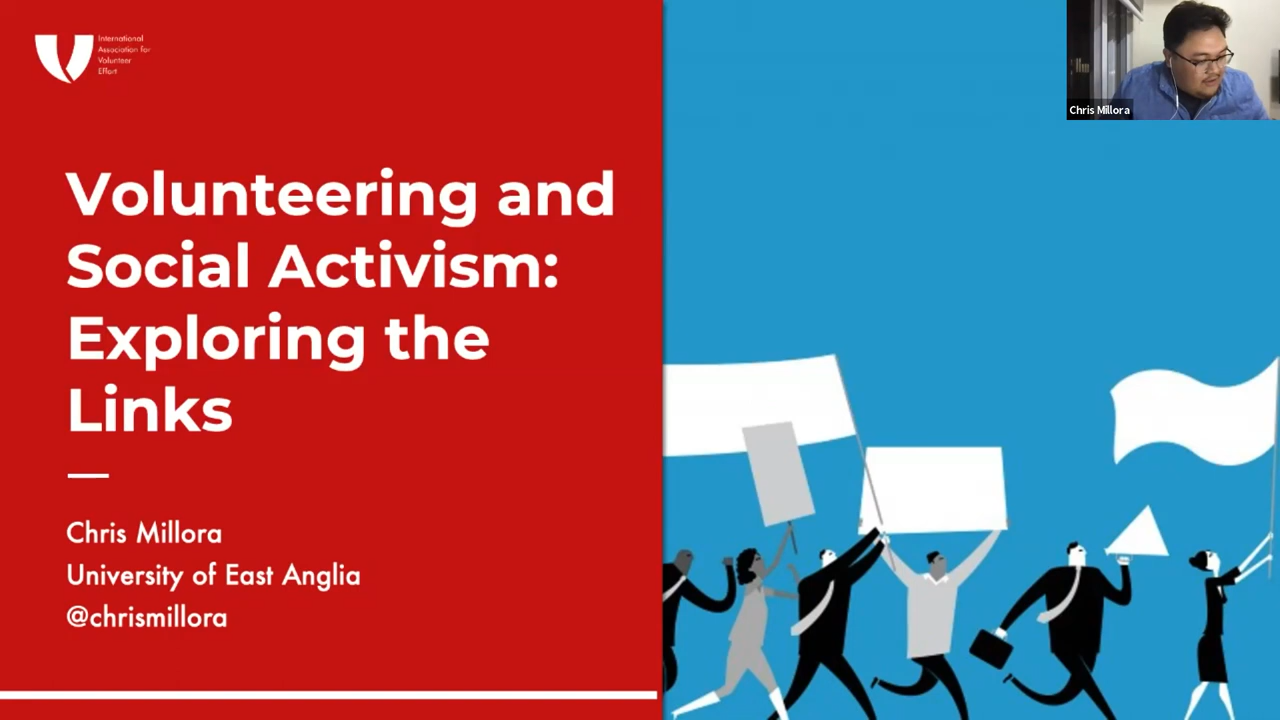 International
Association for
Volunteer
Effort
Chris Millora
Volunteering and
Social Activism:
Exploring the
Links
Chris Millora
University of East Anglia
@chrismillora